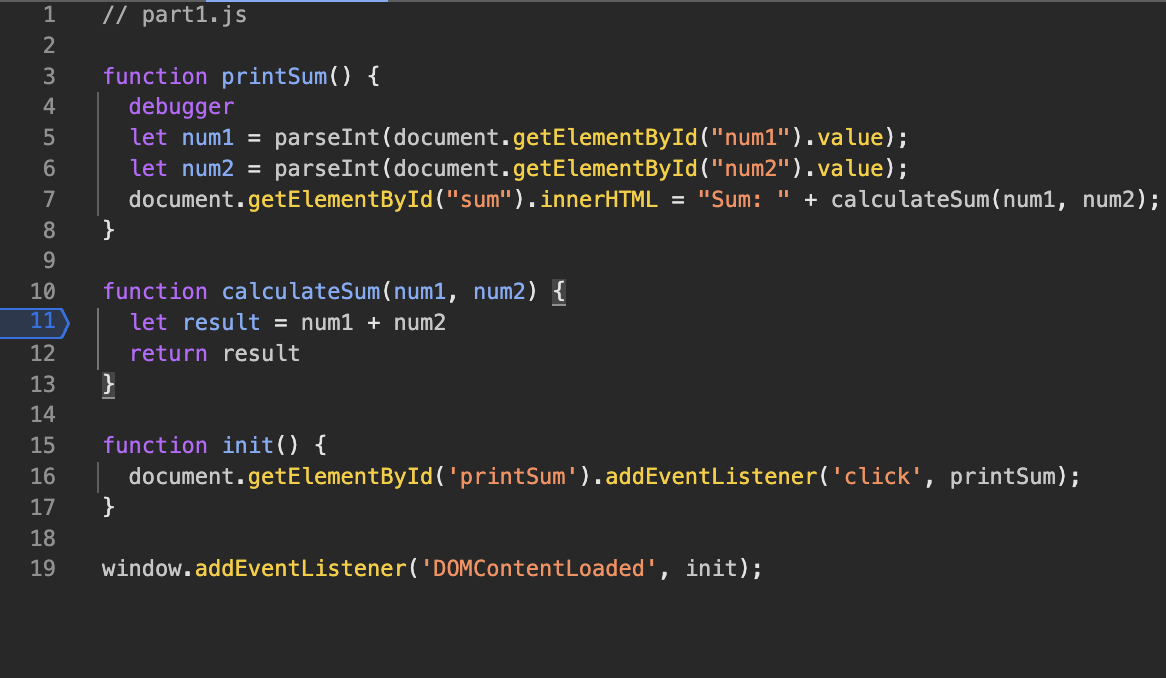 1 // part1.js
2
3 function printSum() {
4   debugger
5   let num1 = parseInt(document.getElementById("num1").value);
6   let num2 = parseInt(document.getElementById("num2").value);
7   document.getElementById("sum").innerHTML = "Sum: " + calculateSum(num1, num2);
8 }
9
10 function calculateSum(num1, num2) {
11   let result = num1 + num2
12   return result
13 }
14
15 function init() {
16   document.getElementById('printSum').addEventListener('click', printSum);
17 }
18
19 window.addEventListener('DOMContentLoaded', init);